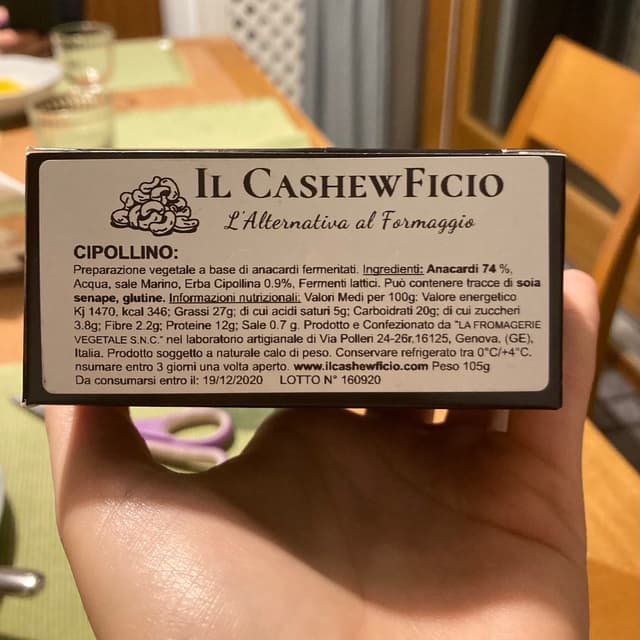 IL CASHEWFICIO
L'Alternativa al Formaggio
CIPOLLINO:
Preparazione vegetale a base di anacardi fermentati. Ingredienti: Anacardi 74 %,
Acqua, sale Marino, Erba Cipollina 0.9%, Fermenti lattici. Può contenere tracce di soia
senape, glutine. Informazioni nutrizionali: Valori Medi per 100g: Valore energetico
Kj 1470, kcal 346; Grassi 27g; di cui acidi saturi 5g; Carboidrati 20g; di cui zuccheri
3.8g; Fibre 2.2g; Proteine 12g; Sale 0.7 g. Prodotto e Confezionato da "LA FROMAGERIE
VEGETALE S.N.C." nel laboratorio artigianale di Via Polleri 24-26r,16125, Genova, (GE),
Italia. Prodotto soggetto a naturale calo di peso. Conservare refrigerato tra 0°C/+4°C.
nsumare entro 3 giorni una volta aperto. www.ilcashewficio.com Peso 105g
Da consumarsi entro il: 19/12/2020 LOTTO N° 160920